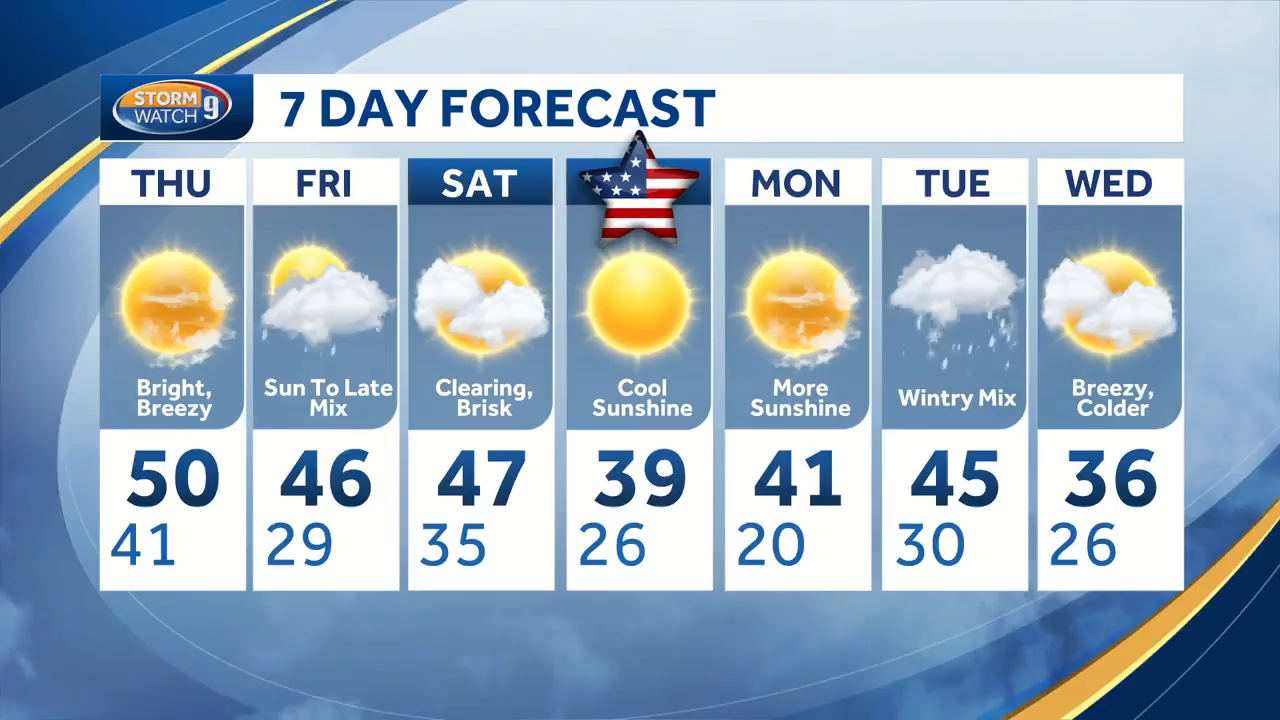 STORM
WATCH 9
7 DAY FORECAST
THU
FRI
SAT
MON
TUE
WED
Bright,
Breezy
Sun To Late
Mix
Clearing,
Brisk
Cool
Sunshine
More
Sunshine
Wintry Mix
Breezy,
Colder
50
46
47
39
41
45
36
41
29
35
26
20
30
26